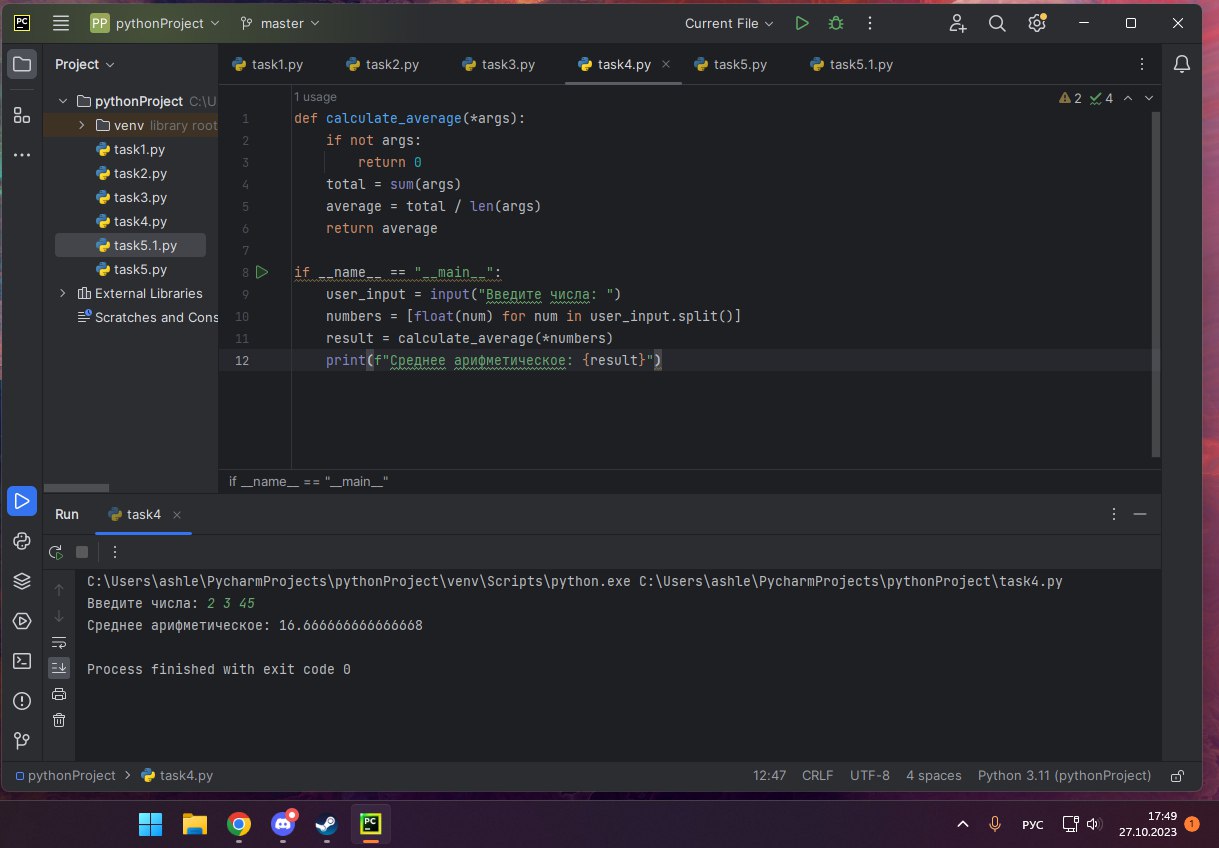 PC PP pythonProject master Current File
Project task1.py task2.py task3.py task4.py task5.py task5.1.py
pythonProject C:\U
venv library root
task1.py
task2.py
task3.py
task4.py
task5.1.py
task5.py
External Libraries
Scratches and Cons
1 usage 2 4
1 def calculate_average(*args):
2 if not args:
3 return 0
4 total = sum(args)
5 average = total / len(args)
6 return average
7
8 if __name__ == "__main__":
9 user_input = input("Введите числа: ")
10 numbers = [float(num) for num in user_input.split()]
11 result = calculate_average(*numbers)
12 print(f"Среднее арифметическое: {result}")
if __name__ == "__main__"
Run task4
C:\Users\ashle\PycharmProjects\pythonProject\venv\Scripts\python.exe C:\Users\ashle\PycharmProjects\pythonProject\task4.py
Введите числа: 2 3 45
Среднее арифметическое: 16.666666666666668
Process finished with exit code 0
pythonProject task4.py 12:47 CRLF UTF-8 4 spaces Python 3.11 (pythonProject)
PC РУС 17:49
27.10.2023 1